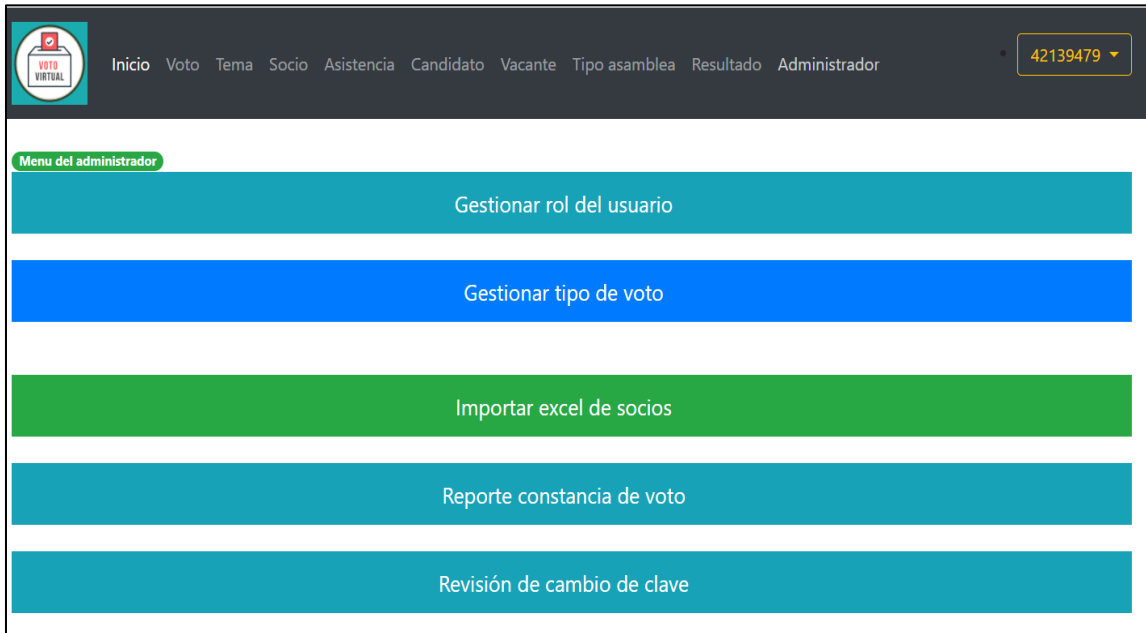 VOTO
VIRTUAL
Inicio Voto Tema Socio Asistencia Candidato Vacante Tipo asamblea Resultado Administrador
42139479
Menu del administrador
Gestionar rol del usuario
Gestionar tipo de voto
Importar excel de socios
Reporte constancia de voto
Revisión de cambio de clave